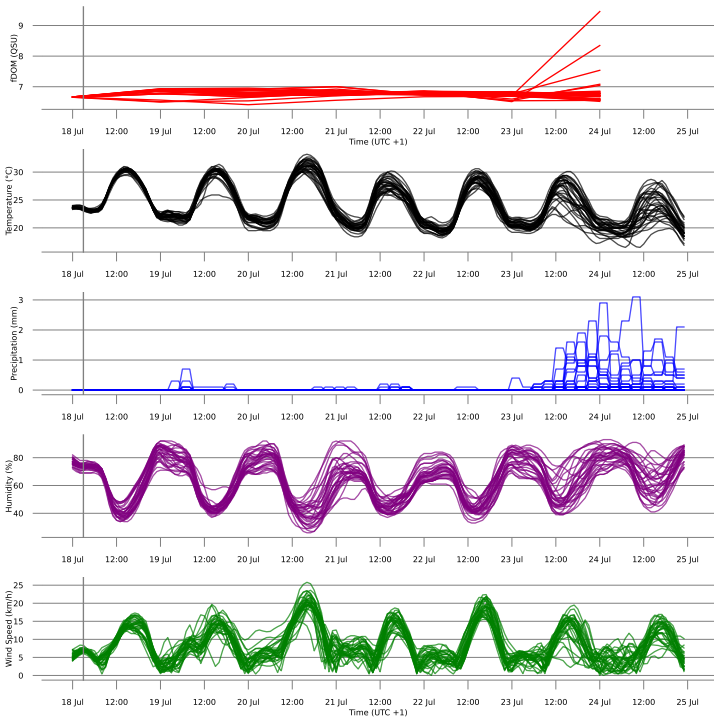 fDOM (QSU)
9
8
7
18 Jul 12:00 19 Jul 12:00 20 Jul 12:00 21 Jul 12:00 22 Jul 12:00 23 Jul 12:00 24 Jul 12:00 25 Jul
Time (UTC +1)
Temperature (°C)
30
25
20
18 Jul 12:00 19 Jul 12:00 20 Jul 12:00 21 Jul 12:00 22 Jul 12:00 23 Jul 12:00 24 Jul 12:00 25 Jul
Precipitation (mm)
3
2
1
0
18 Jul 12:00 19 Jul 12:00 20 Jul 12:00 21 Jul 12:00 22 Jul 12:00 23 Jul 12:00 24 Jul 12:00 25 Jul
Humidity (%)
80
60
40
18 Jul 12:00 19 Jul 12:00 20 Jul 12:00 21 Jul 12:00 22 Jul 12:00 23 Jul 12:00 24 Jul 12:00 25 Jul
Wind Speed (km/h)
25
20
15
10
5
0
18 Jul 12:00 19 Jul 12:00 20 Jul 12:00 21 Jul 12:00 22 Jul 12:00 23 Jul 12:00 24 Jul 12:00 25 Jul
Time (UTC +1)